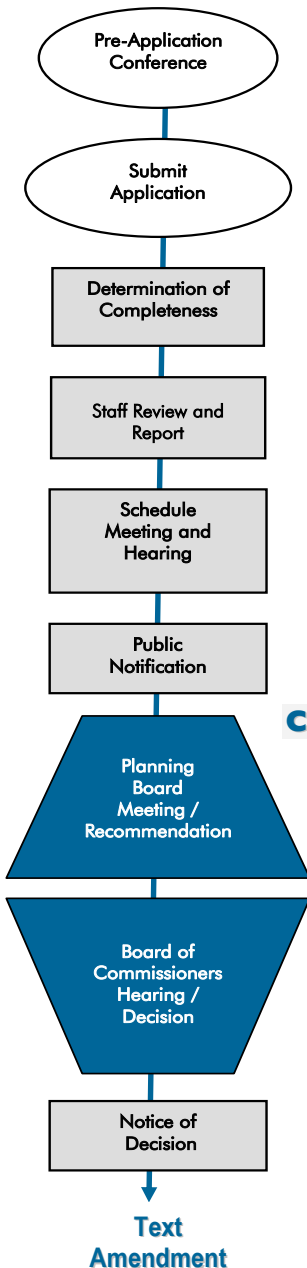 Pre-Application
Conference
Submit
Application
Determination of
Completeness
Staff Review and
Report
Schedule
Meeting and
Hearing
Public
Notification
C
Planning
Board
Meeting /
Recommendation
Board of
Commissioners
Hearing /
Decision
Notice of
Decision
Text
Amendment